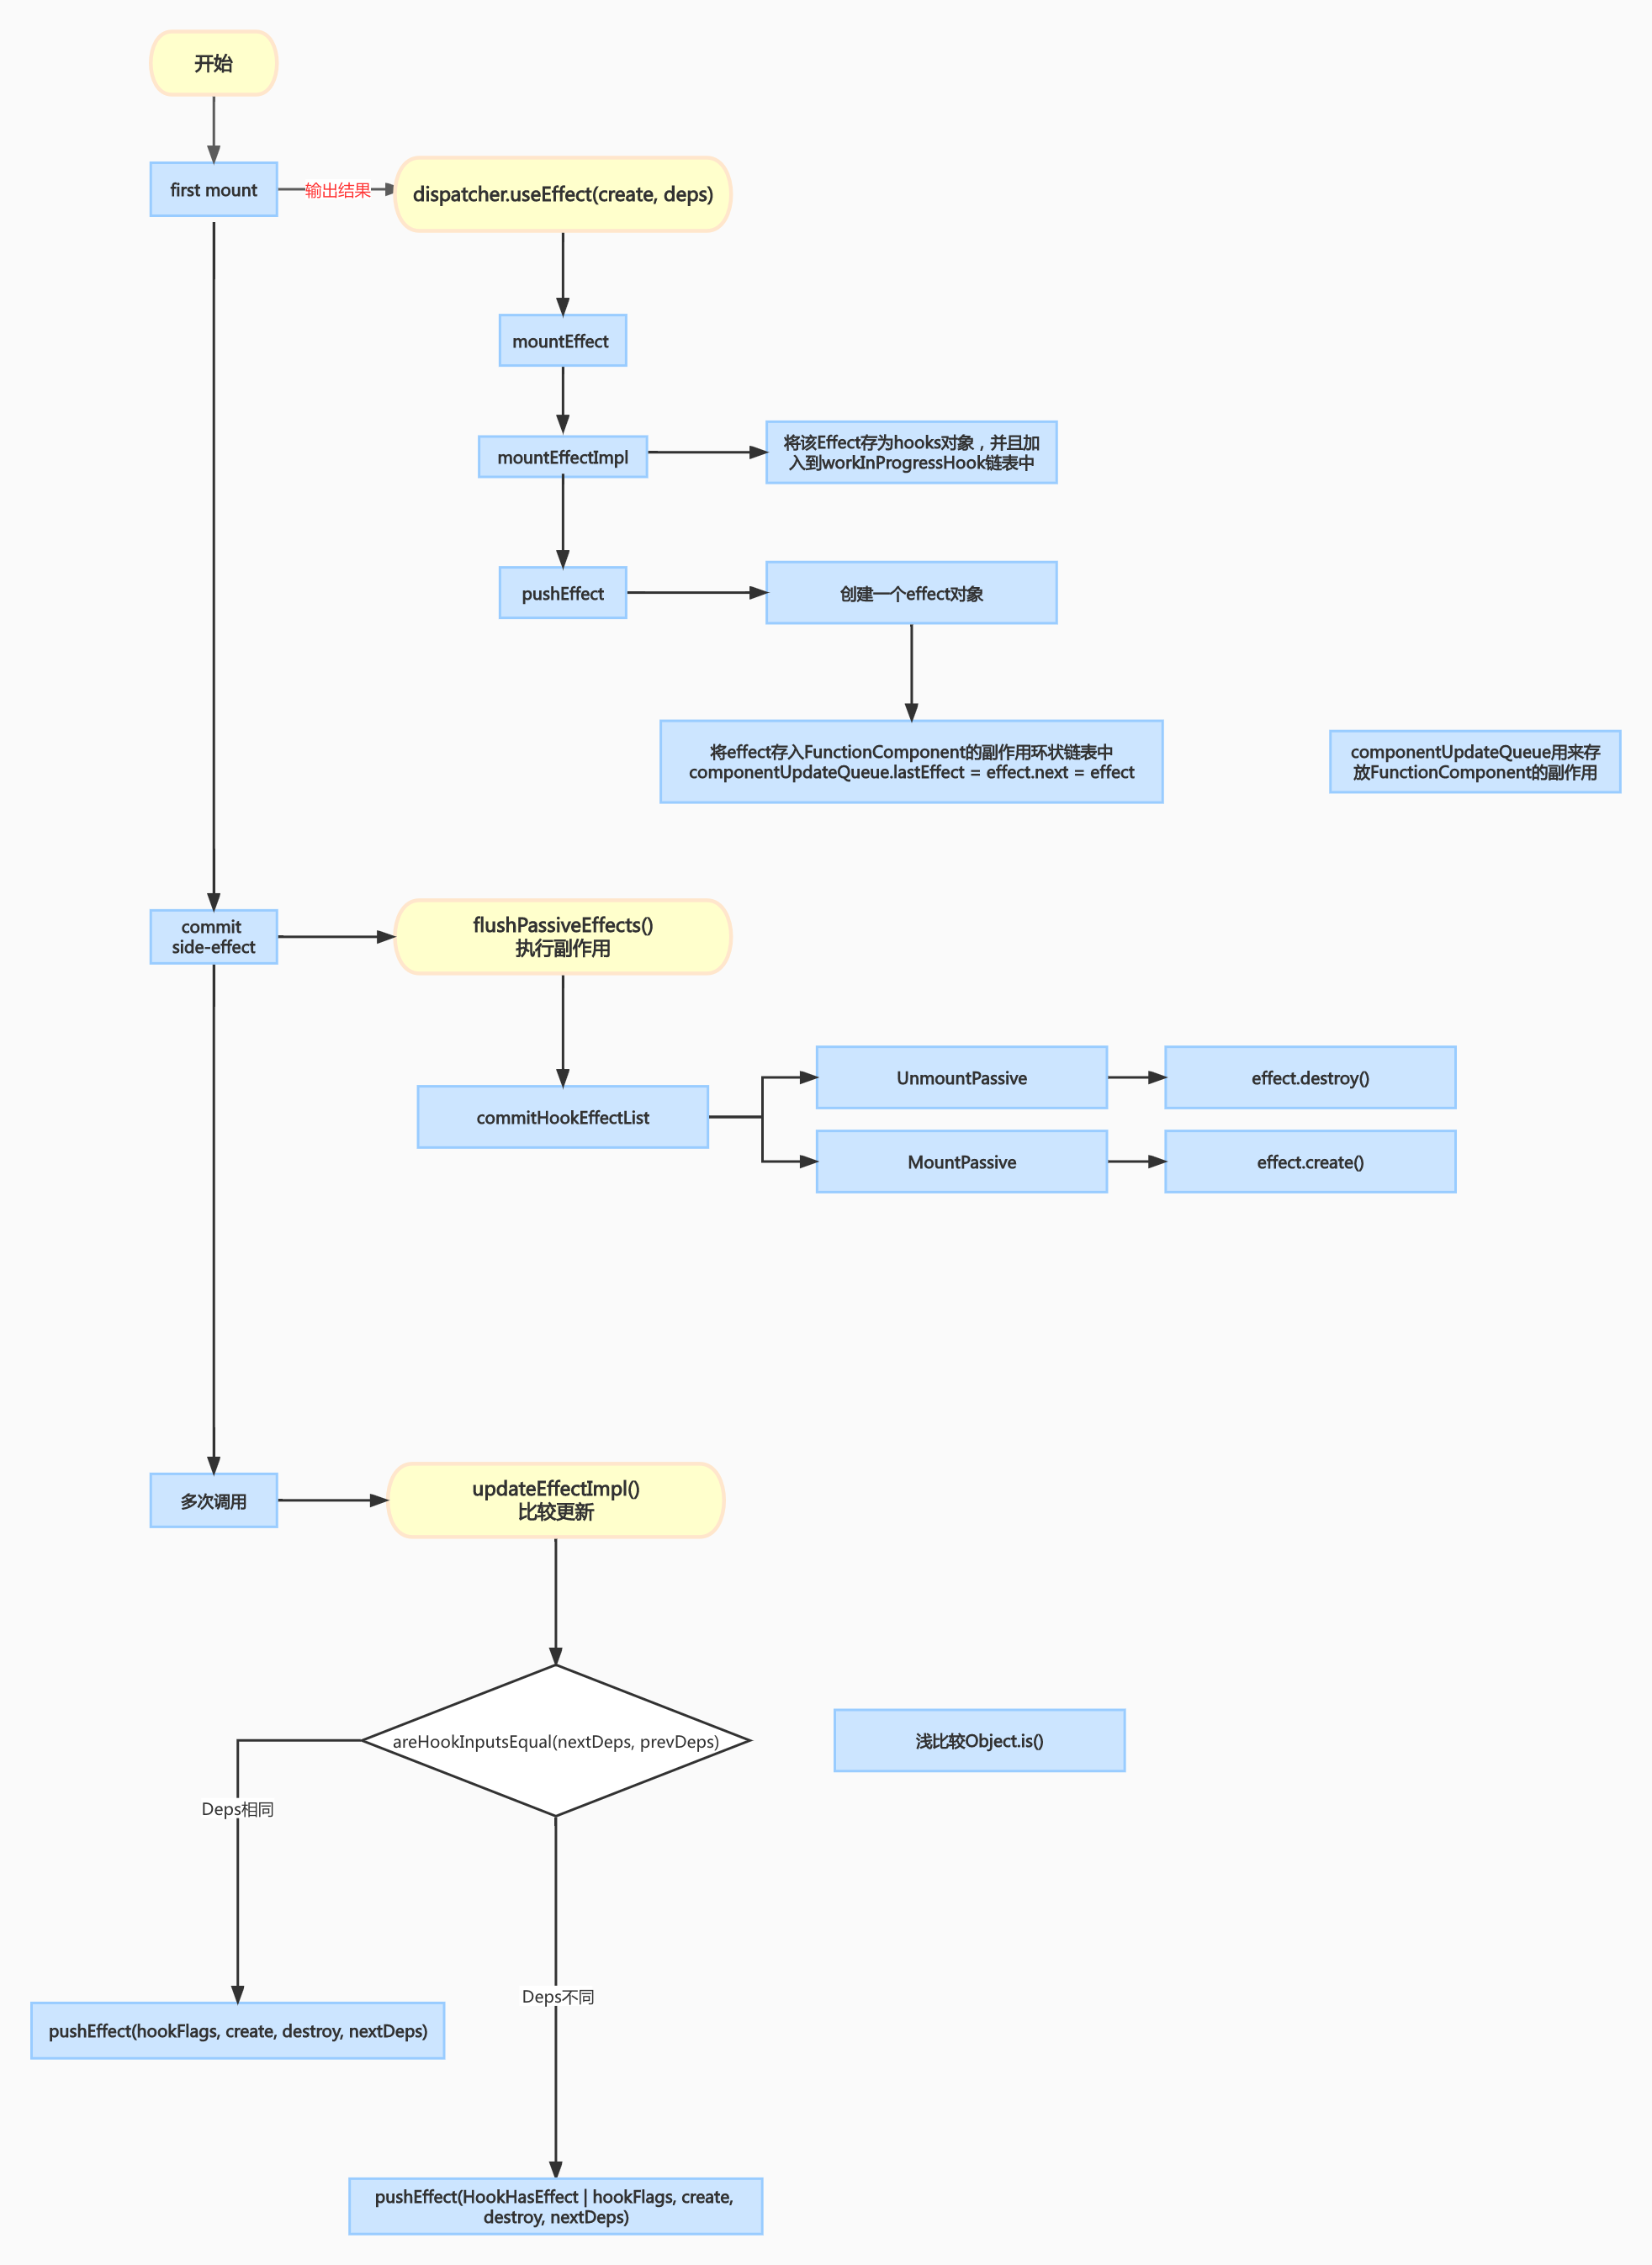 开始
first mount
输出结果
dispatcher.useEffect(create, deps)
mountEffect
mountEffectImpl
将该Effect存为hooks对象，并且加
入到workInProgressHook链表中
pushEffect
创建一个effect对象
将effect存入FunctionComponent的副作用环状链表中
componentUpdateQueue.lastEffect = effect.next = effect
componentUpdateQueue用来存
放FunctionComponent的副作用
commit
side-effect
flushPassiveEffects()
执行副作用
commitHookEffectList
UnmountPassive
effect.destroy()
MountPassive
effect.create()
多次调用
updateEffectImpl()
比较更新
areHookInputsEqual(nextDeps, prevDeps)
浅比较Object.is()
Deps相同
Deps不同
pushEffect(hookFlags, create, destroy, nextDeps)
pushEffect(HookHasEffect | hookFlags, create,
destroy, nextDeps)